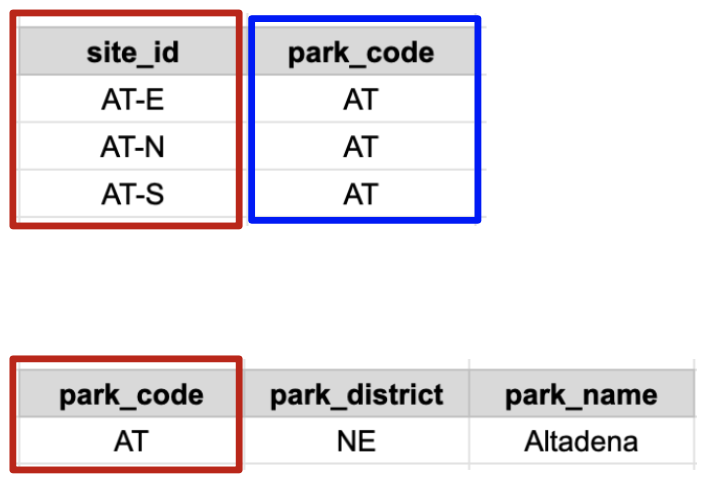 site_id park_code
AT-E AT
AT-N AT
AT-S AT
park_code park_district park_name
AT NE Altadena